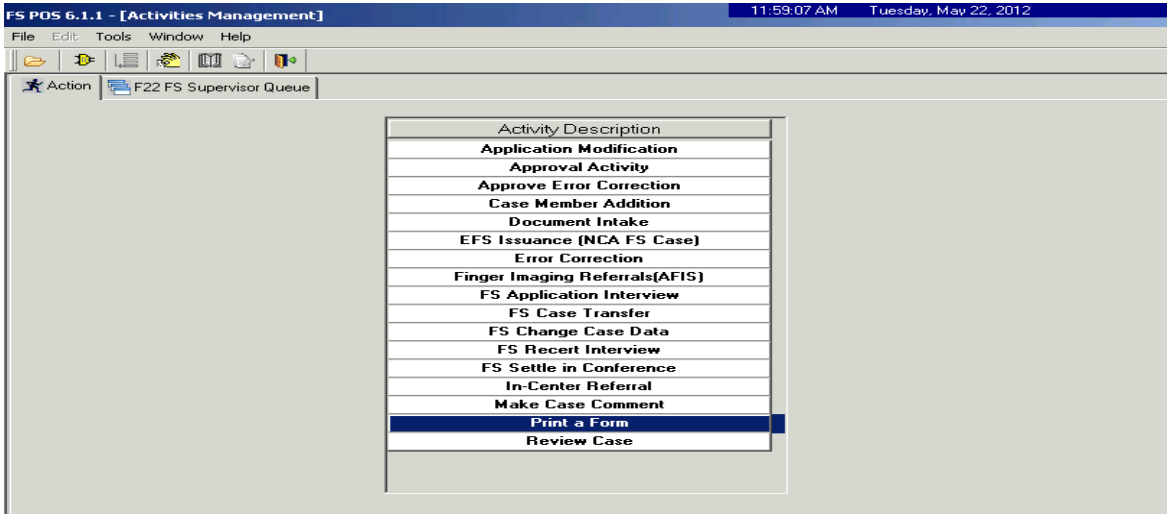 FS POS 6.1.1 - [Activities Management] 11:59:07 AM Tuesday, May 22, 2012
File Edit Tools Window Help
Action F22 FS Supervisor Queue
Activity Description
Application Modification
Approval Activity
Approve Error Correction
Case Member Addition
Document Intake
EFS Issuance (NCA FS Case)
Error Correction
Finger Imaging Referrals(AFIS)
FS Application Interview
FS Case Transfer
FS Change Case Data
FS Recert Interview
FS Settle in Conference
In-Center Referral
Make Case Comment
Print a Form
Review Case